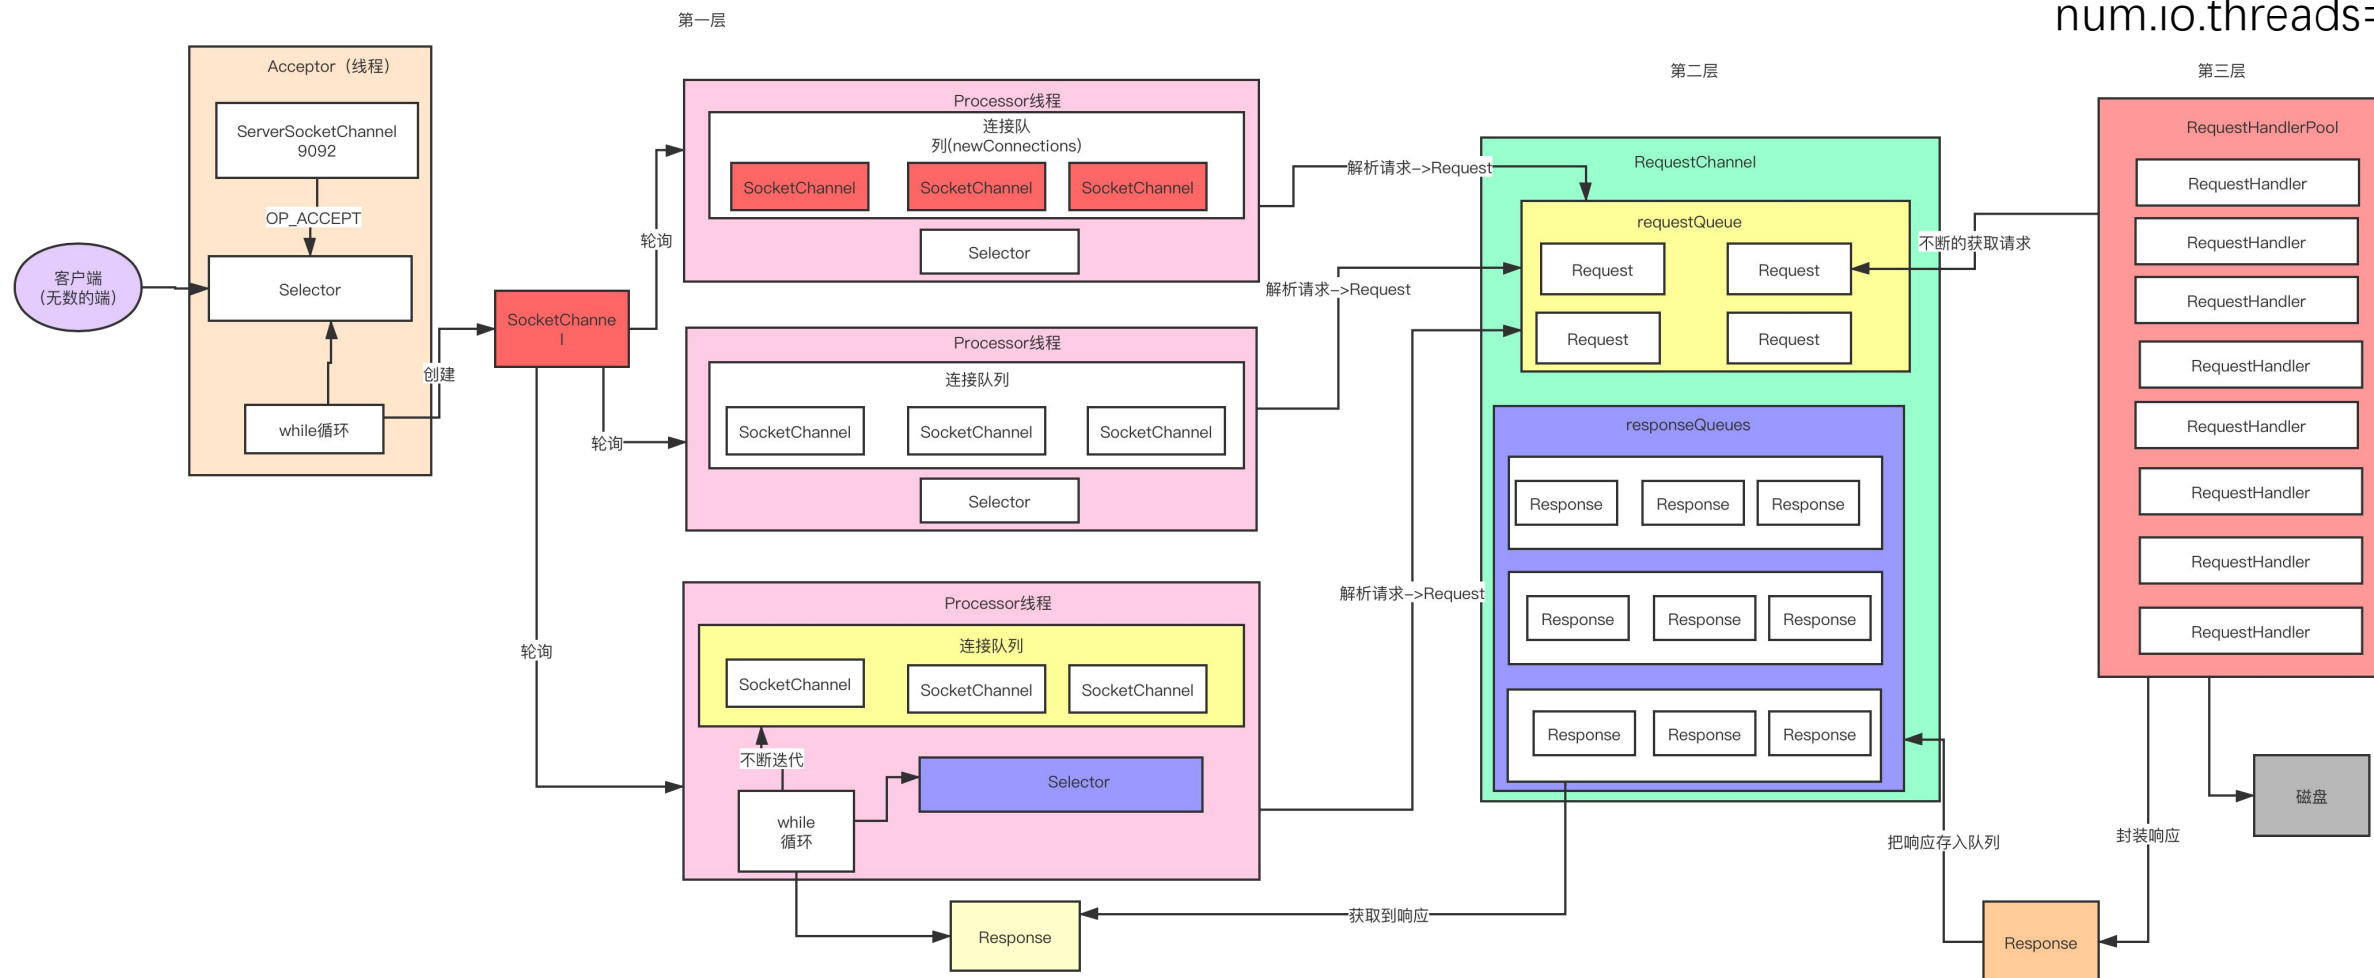 第一层
num.io.threads=
第二层
第三层
Acceptor（线程）
ServerSocketChannel
9092
OP_ACCEPT
Selector
while循环
客户端
（无数的端）
创建
SocketChanne
l
轮询
轮询
轮询
Processor线程
连接队
列(newConnections)
SocketChannel
SocketChannel
SocketChannel
Selector
Processor线程
连接队列
SocketChannel
SocketChannel
SocketChannel
Selector
Processor线程
连接队列
SocketChannel
SocketChannel
SocketChannel
不断迭代
while
循环
Selector
Response
解析请求->Request
解析请求->Request
解析请求->Request
获取到响应
RequestChannel
requestQueue
Request
Request
Request
Request
responseQueues
Response
Response
Response
Response
Response
Response
Response
Response
Response
不断的获取请求
把响应存入队列
RequestHandlerPool
RequestHandler
RequestHandler
RequestHandler
RequestHandler
RequestHandler
RequestHandler
RequestHandler
RequestHandler
封装响应
磁盘
Response